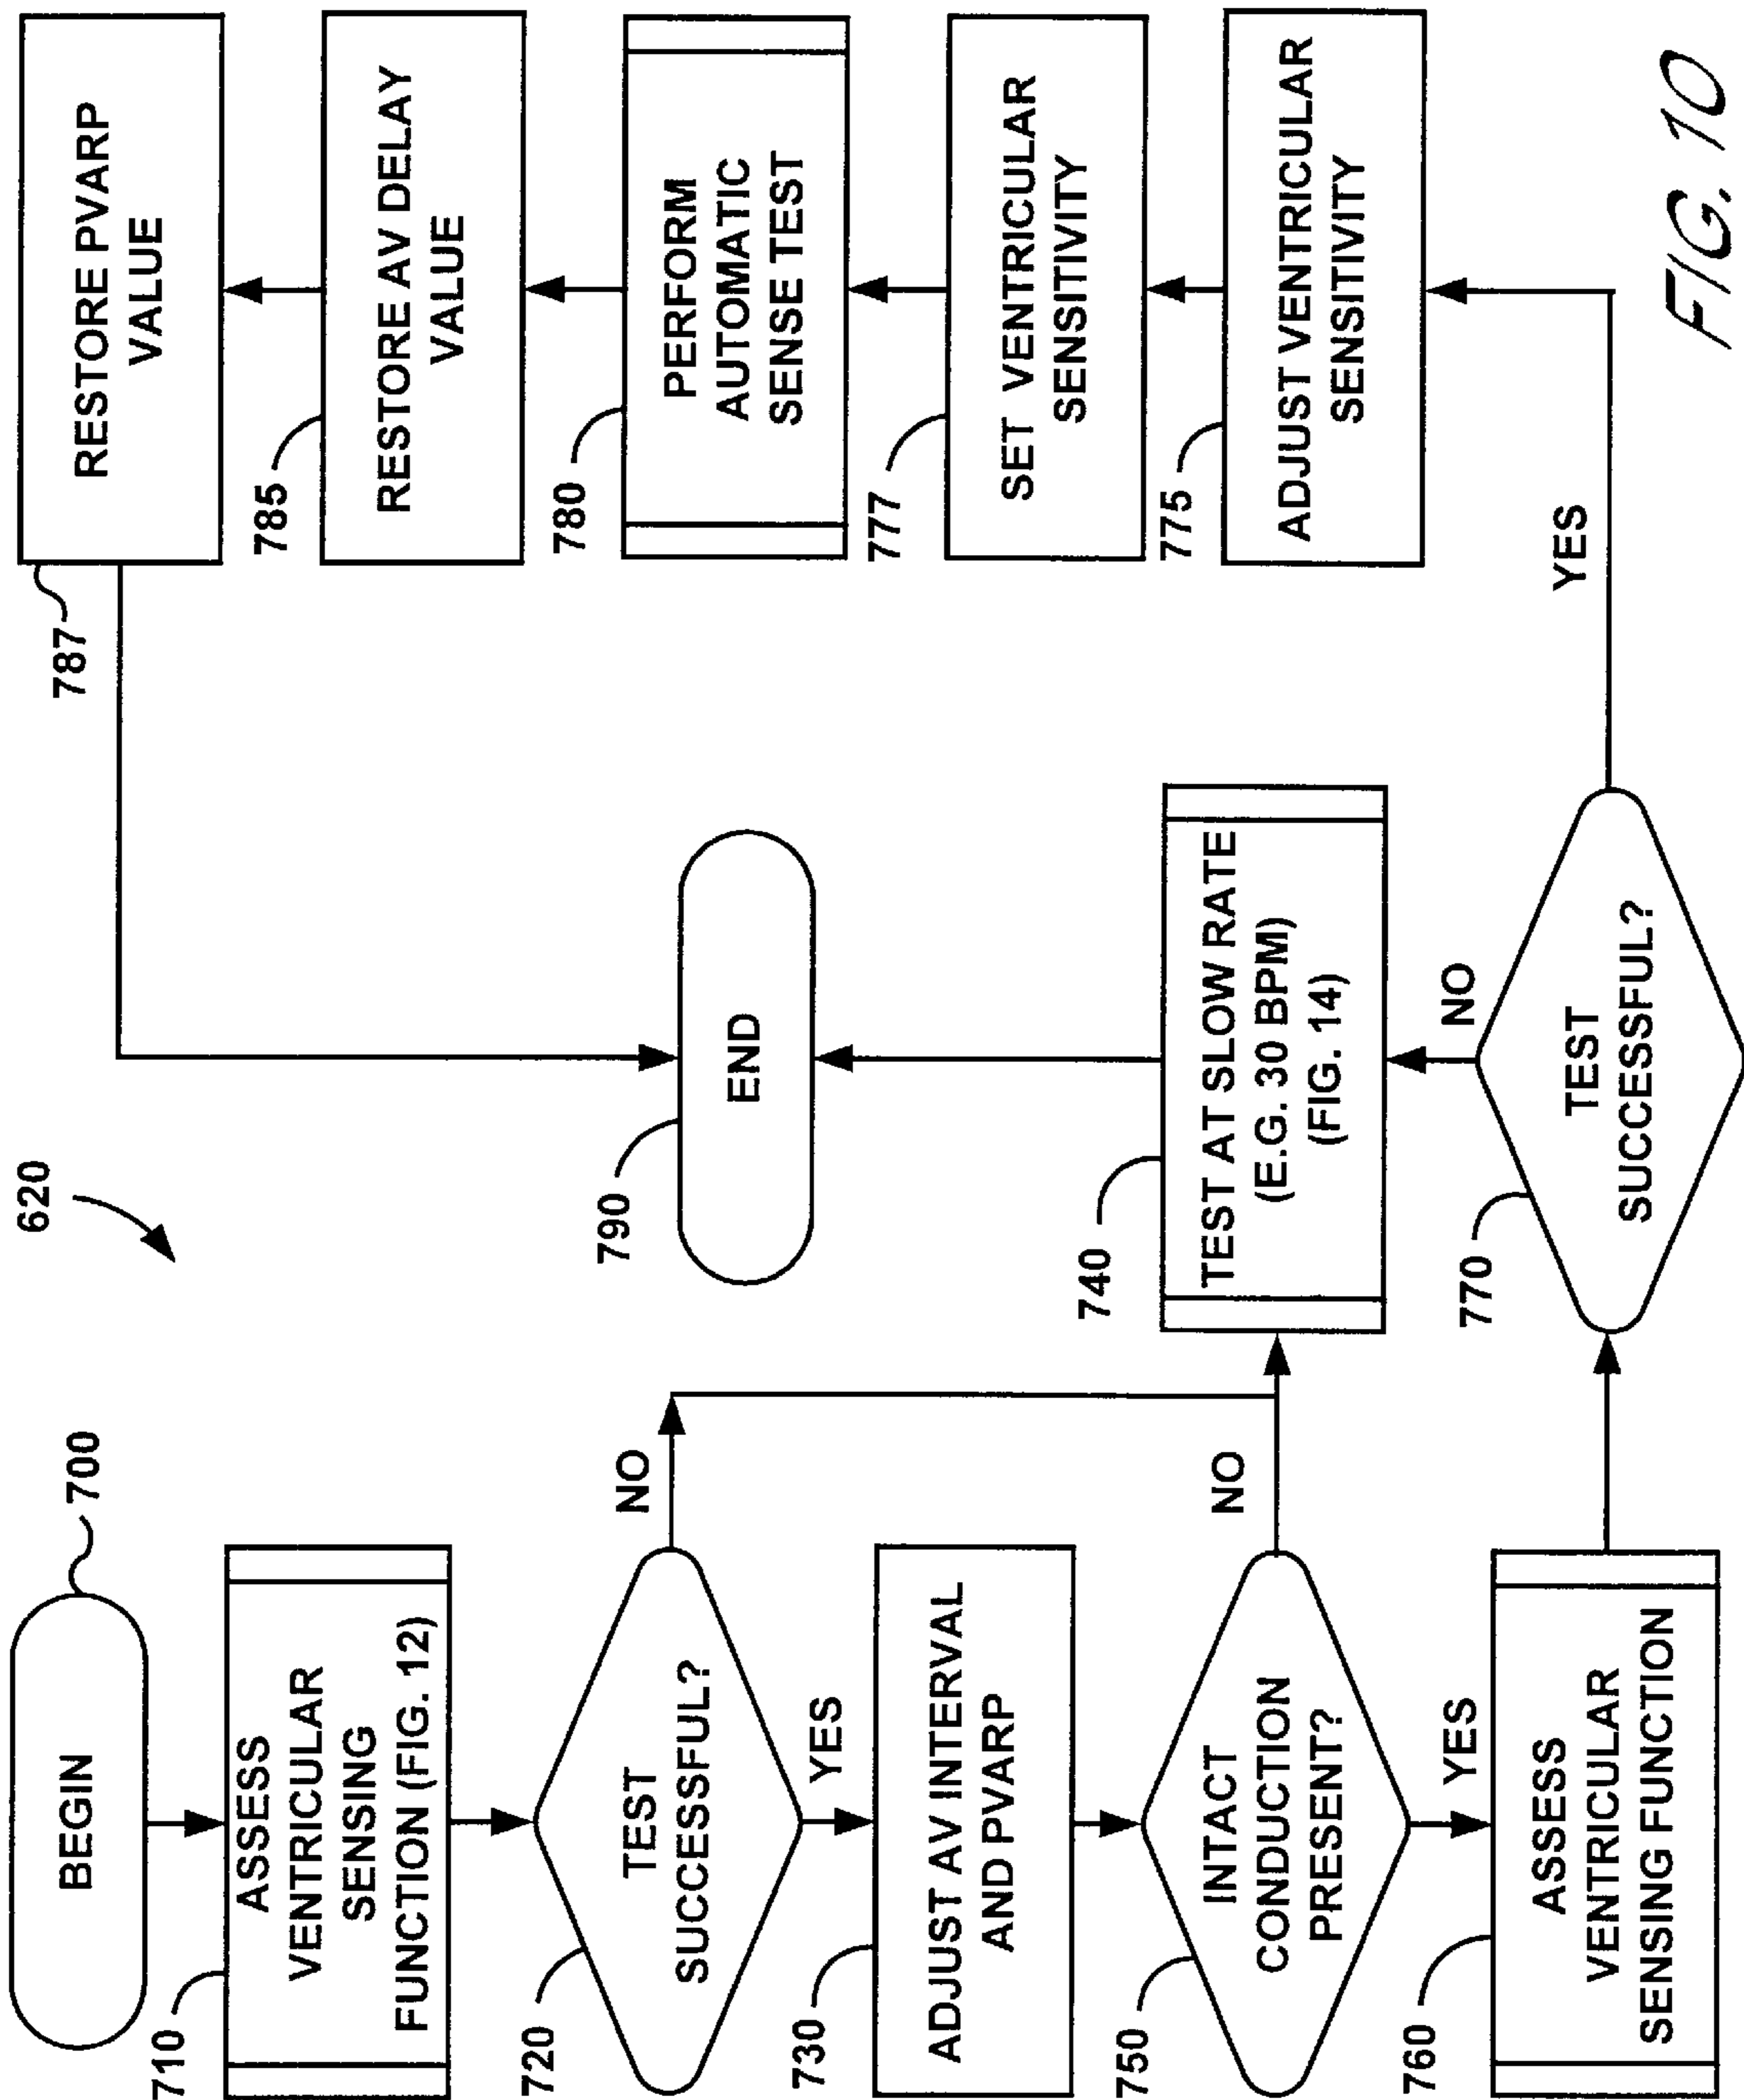 620
BEGIN
700
710
ASSESS
VENTRICULAR
SENSING
FUNCTION (FIG. 12)
720
TEST
SUCCESSFUL?
NO
YES
730
ADJUST AV INTERVAL
AND PVARP
750
INTACT
CONDUCTION
PRESENT?
NO
YES
760
ASSESS
VENTRICULAR
SENSING FUNCTION
790
END
740
TEST AT SLOW RATE
(E.G. 30 BPM)
(FIG. 14)
NO
770
TEST
SUCCESSFUL?
YES
787
RESTORE PVARP
VALUE
785
RESTORE AV DELAY
VALUE
780
PERFORM
AUTOMATIC
SENSE TEST
777
SET VENTRICULAR
SENSITIVITY
775
ADJUST VENTRICULAR
SENSITIVITY
FIG. 10